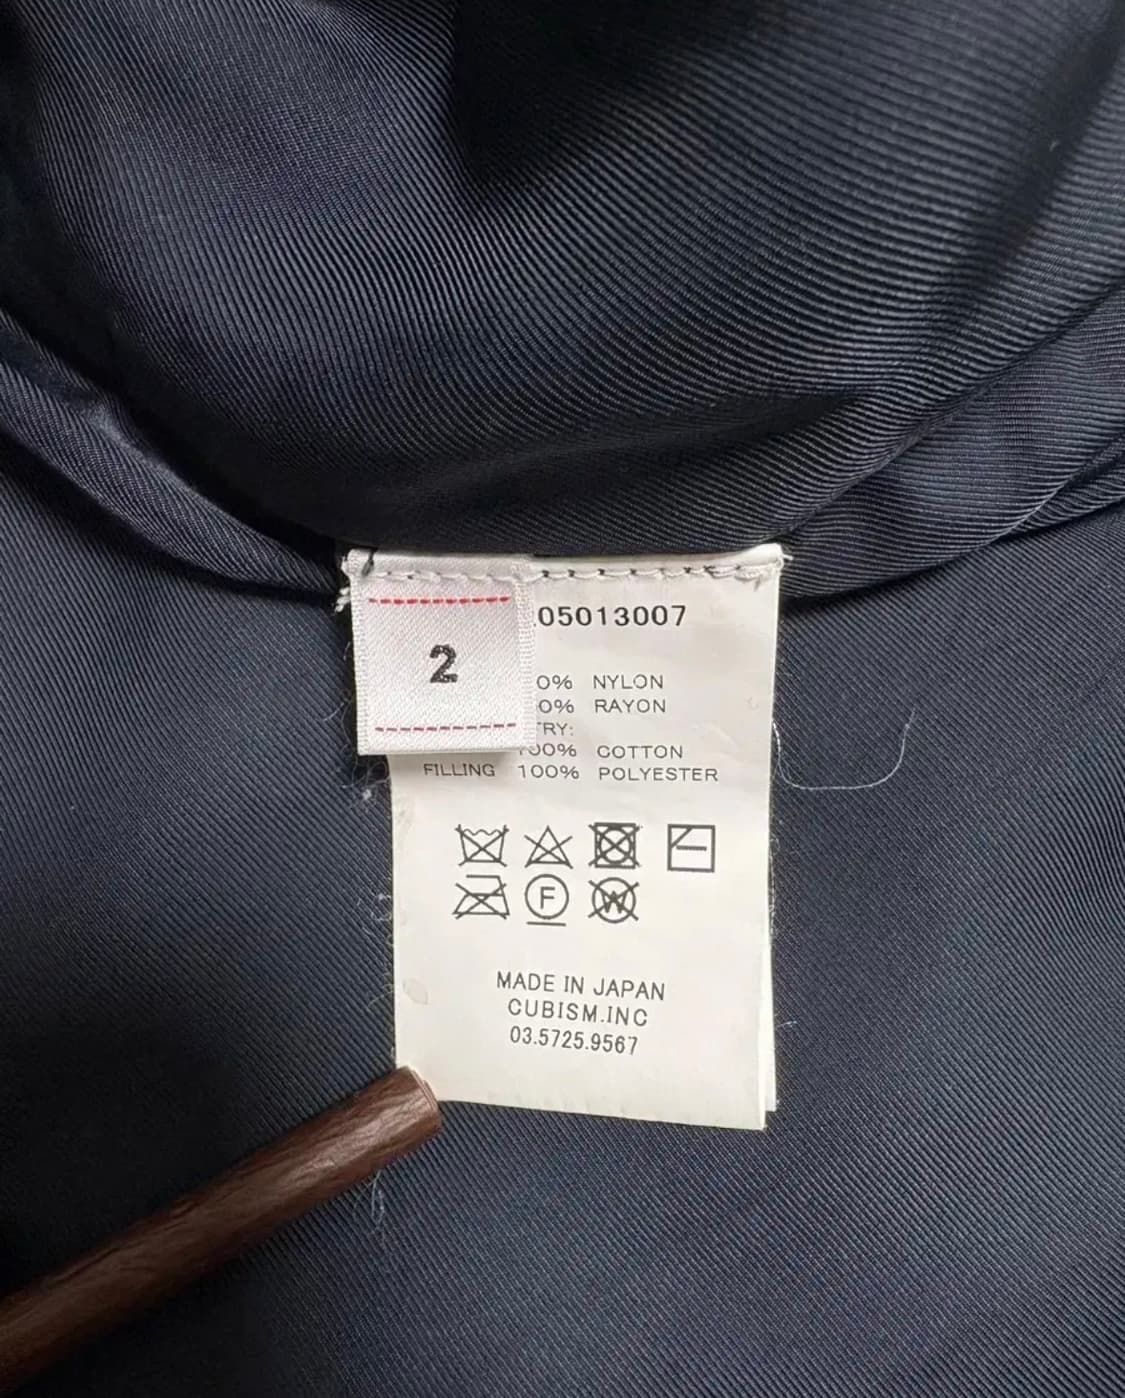 2
05013007
0% NYLON
0% RAYON
TRY:
100% COTTON
FILLING 100% POLYESTER
F
W
MADE IN JAPAN
CUBISM.INC
03.5725.9567